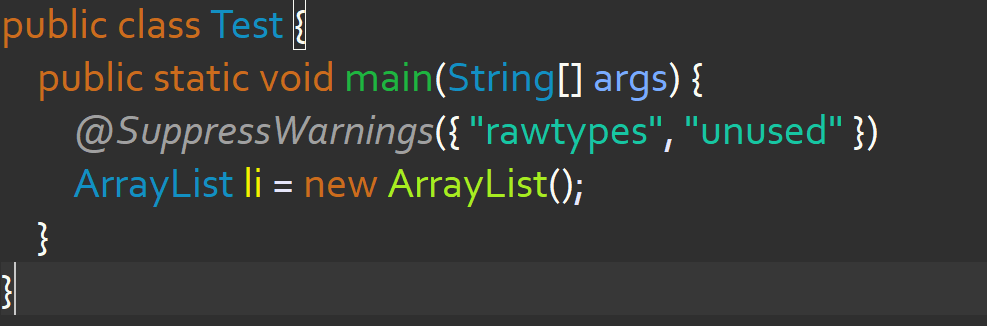 public class Test {
public static void main(String[] args) {
@SuppressWarnings({ "rawtypes", "unused" })
ArrayList li = new ArrayList();
}
}